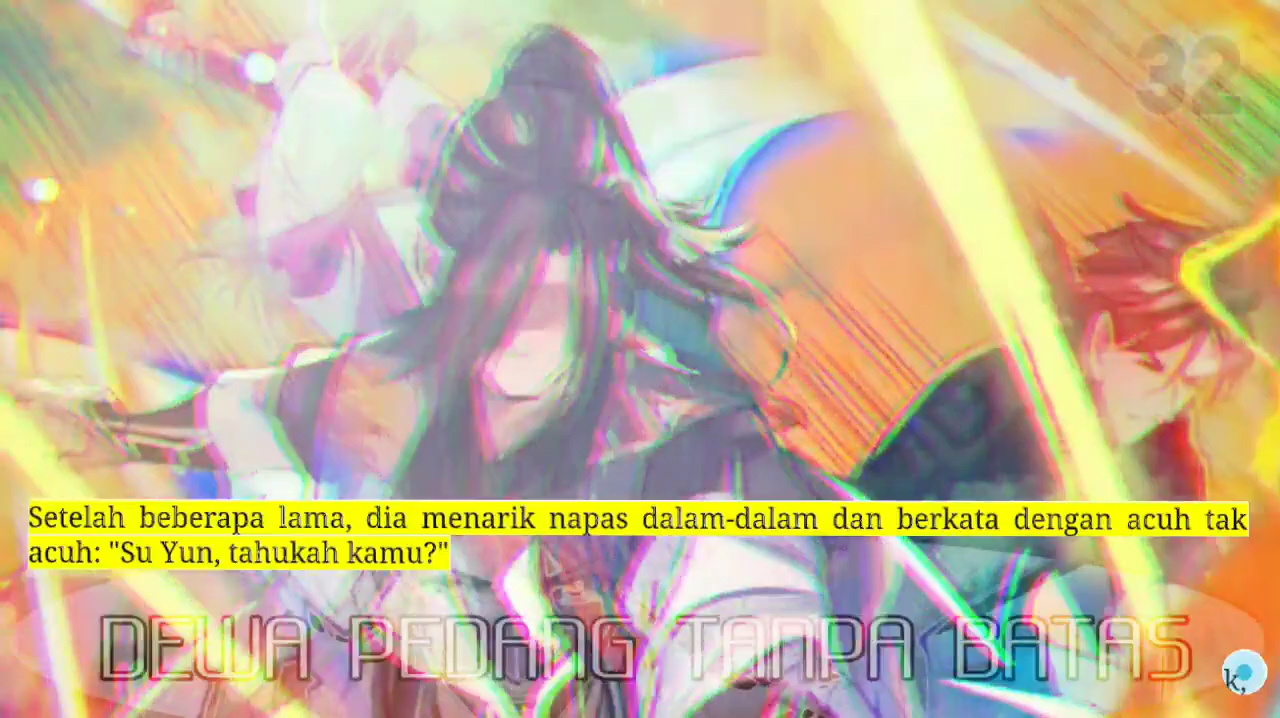 32
Setelah beberapa lama, dia menarik napas dalam-dalam dan berkata dengan acuh tak
acuh: "Su Yun, tahukah kamu?"
DEWA PEDANG TANPA BATAS
k,